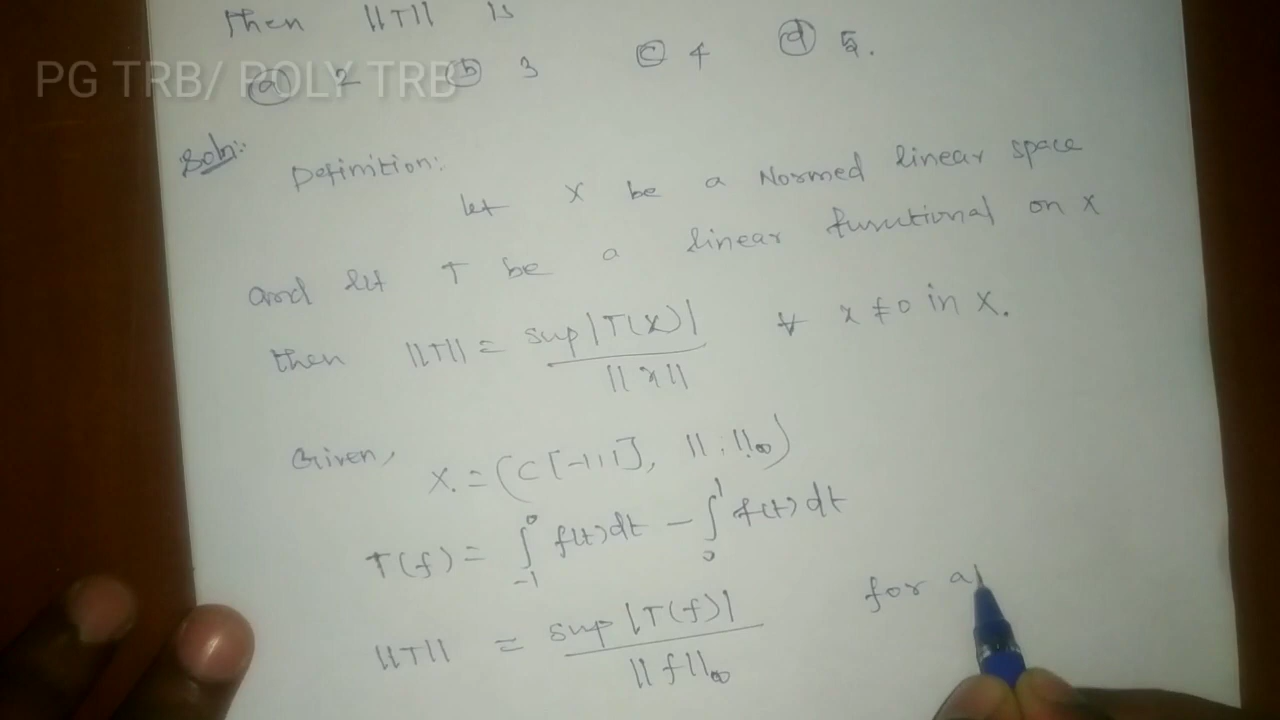 then ||T|| is
ⓐ 2 ⓑ 3 ⓒ 4 ⓓ 5.
PG TRB/ POLY TRB
Soln:-
Definition:
let X be a Normed linear space
and let T be a linear functional on X
then ||T|| = sup |T(x)| / ||x|| ∀ x ≠ 0 in X.
Given,
X = (C[-1,1], ||.||∞)
T(f) = ∫₋₁⁰ f(t) dt - ∫₀¹ f(t) dt
||T|| = sup |T(f)| / ||f||∞ for al